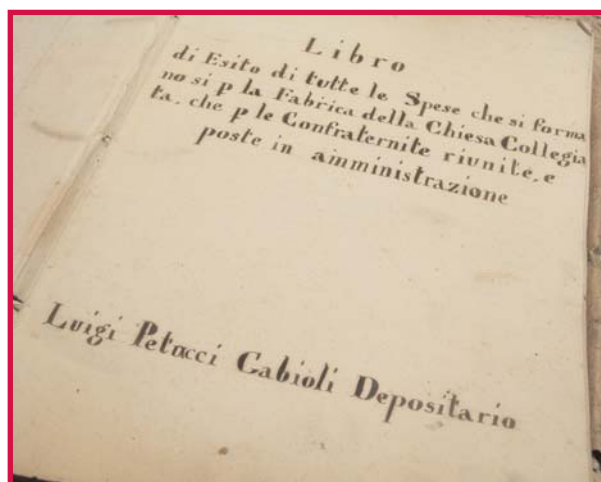 Libro
di Esito di tutte le Spese che si forma
no si p la Fabrica della Chiesa Collegia
ta, che p le Confraternite riunite, e
poste in amministrazione
Luigi Petacci Gabioli Depositario